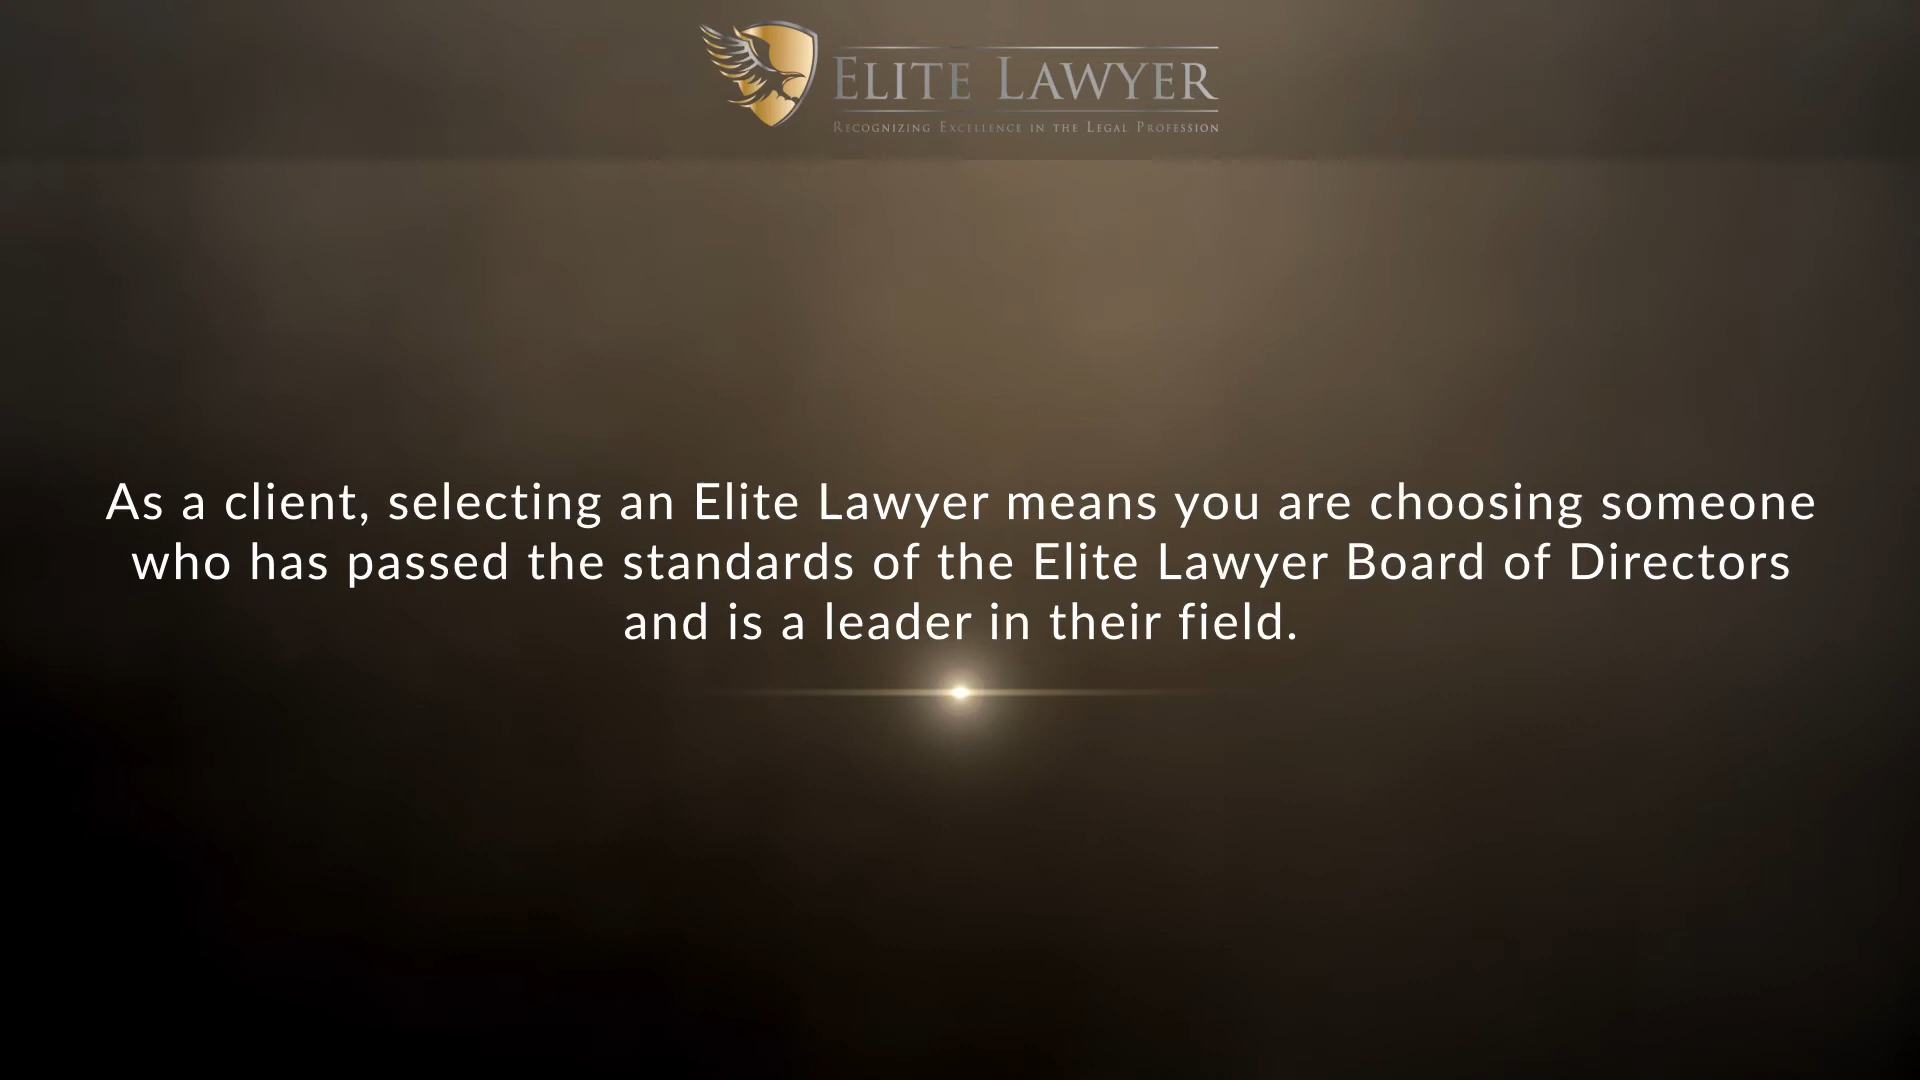 ELITE LAWYER
RECOGNIZING EXCELLENCE IN THE LEGAL PROFESSION
As a client, selecting an Elite Lawyer means you are choosing someone
who has passed the standards of the Elite Lawyer Board of Directors
and is a leader in their field.